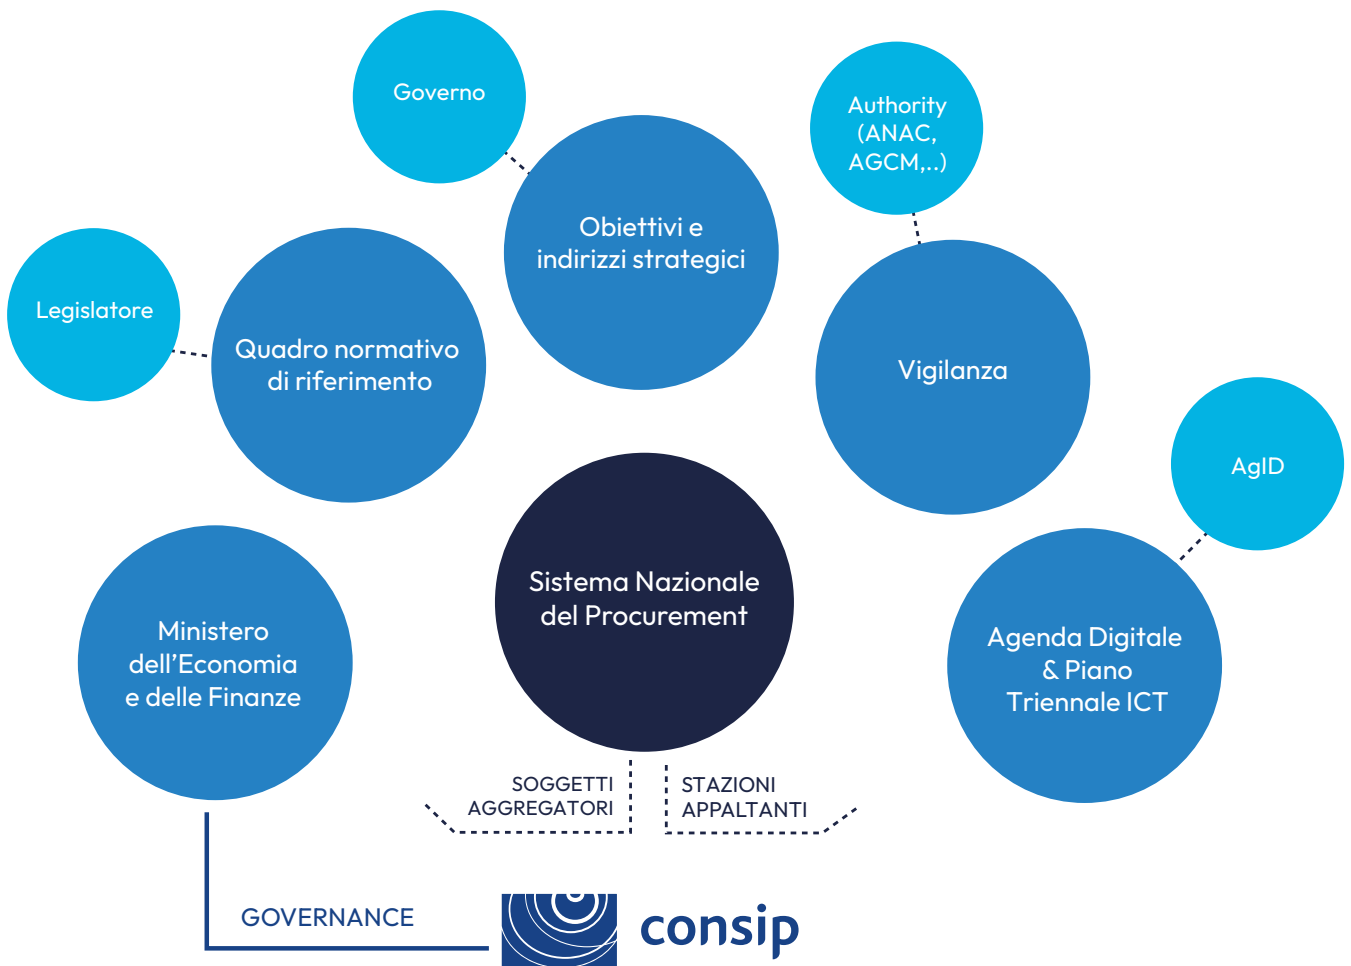 Governo
Authority
(ANAC,
AGCM,..)
Obiettivi e
indirizzi strategici
Legislatore
Quadro normativo
di riferimento
Vigilanza
AgID
Sistema Nazionale
del Procurement
Ministero
dell’Economia
e delle Finanze
Agenda Digitale
& Piano
Triennale ICT
SOGGETTI
AGGREGATORI
STAZIONI
APPALTANTI
GOVERNANCE
consip